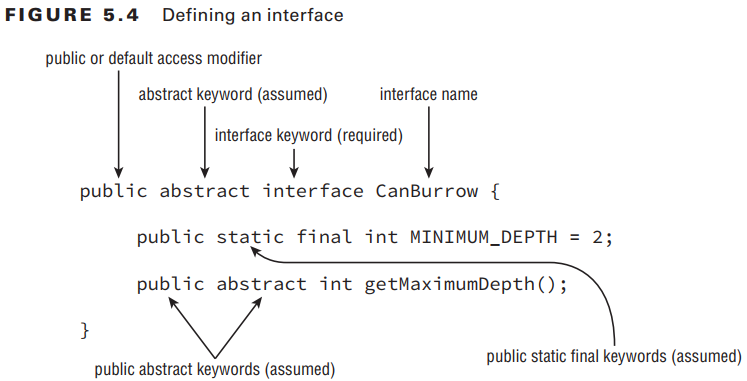 FIGURE 5.4 Defining an interface
public or default access modifier
abstract keyword (assumed)
interface name
interface keyword (required)
public abstract interface CanBurrow {
public static final int MINIMUM_DEPTH = 2;
public abstract int getMaximumDepth();
}
public abstract keywords (assumed)
public static final keywords (assumed)